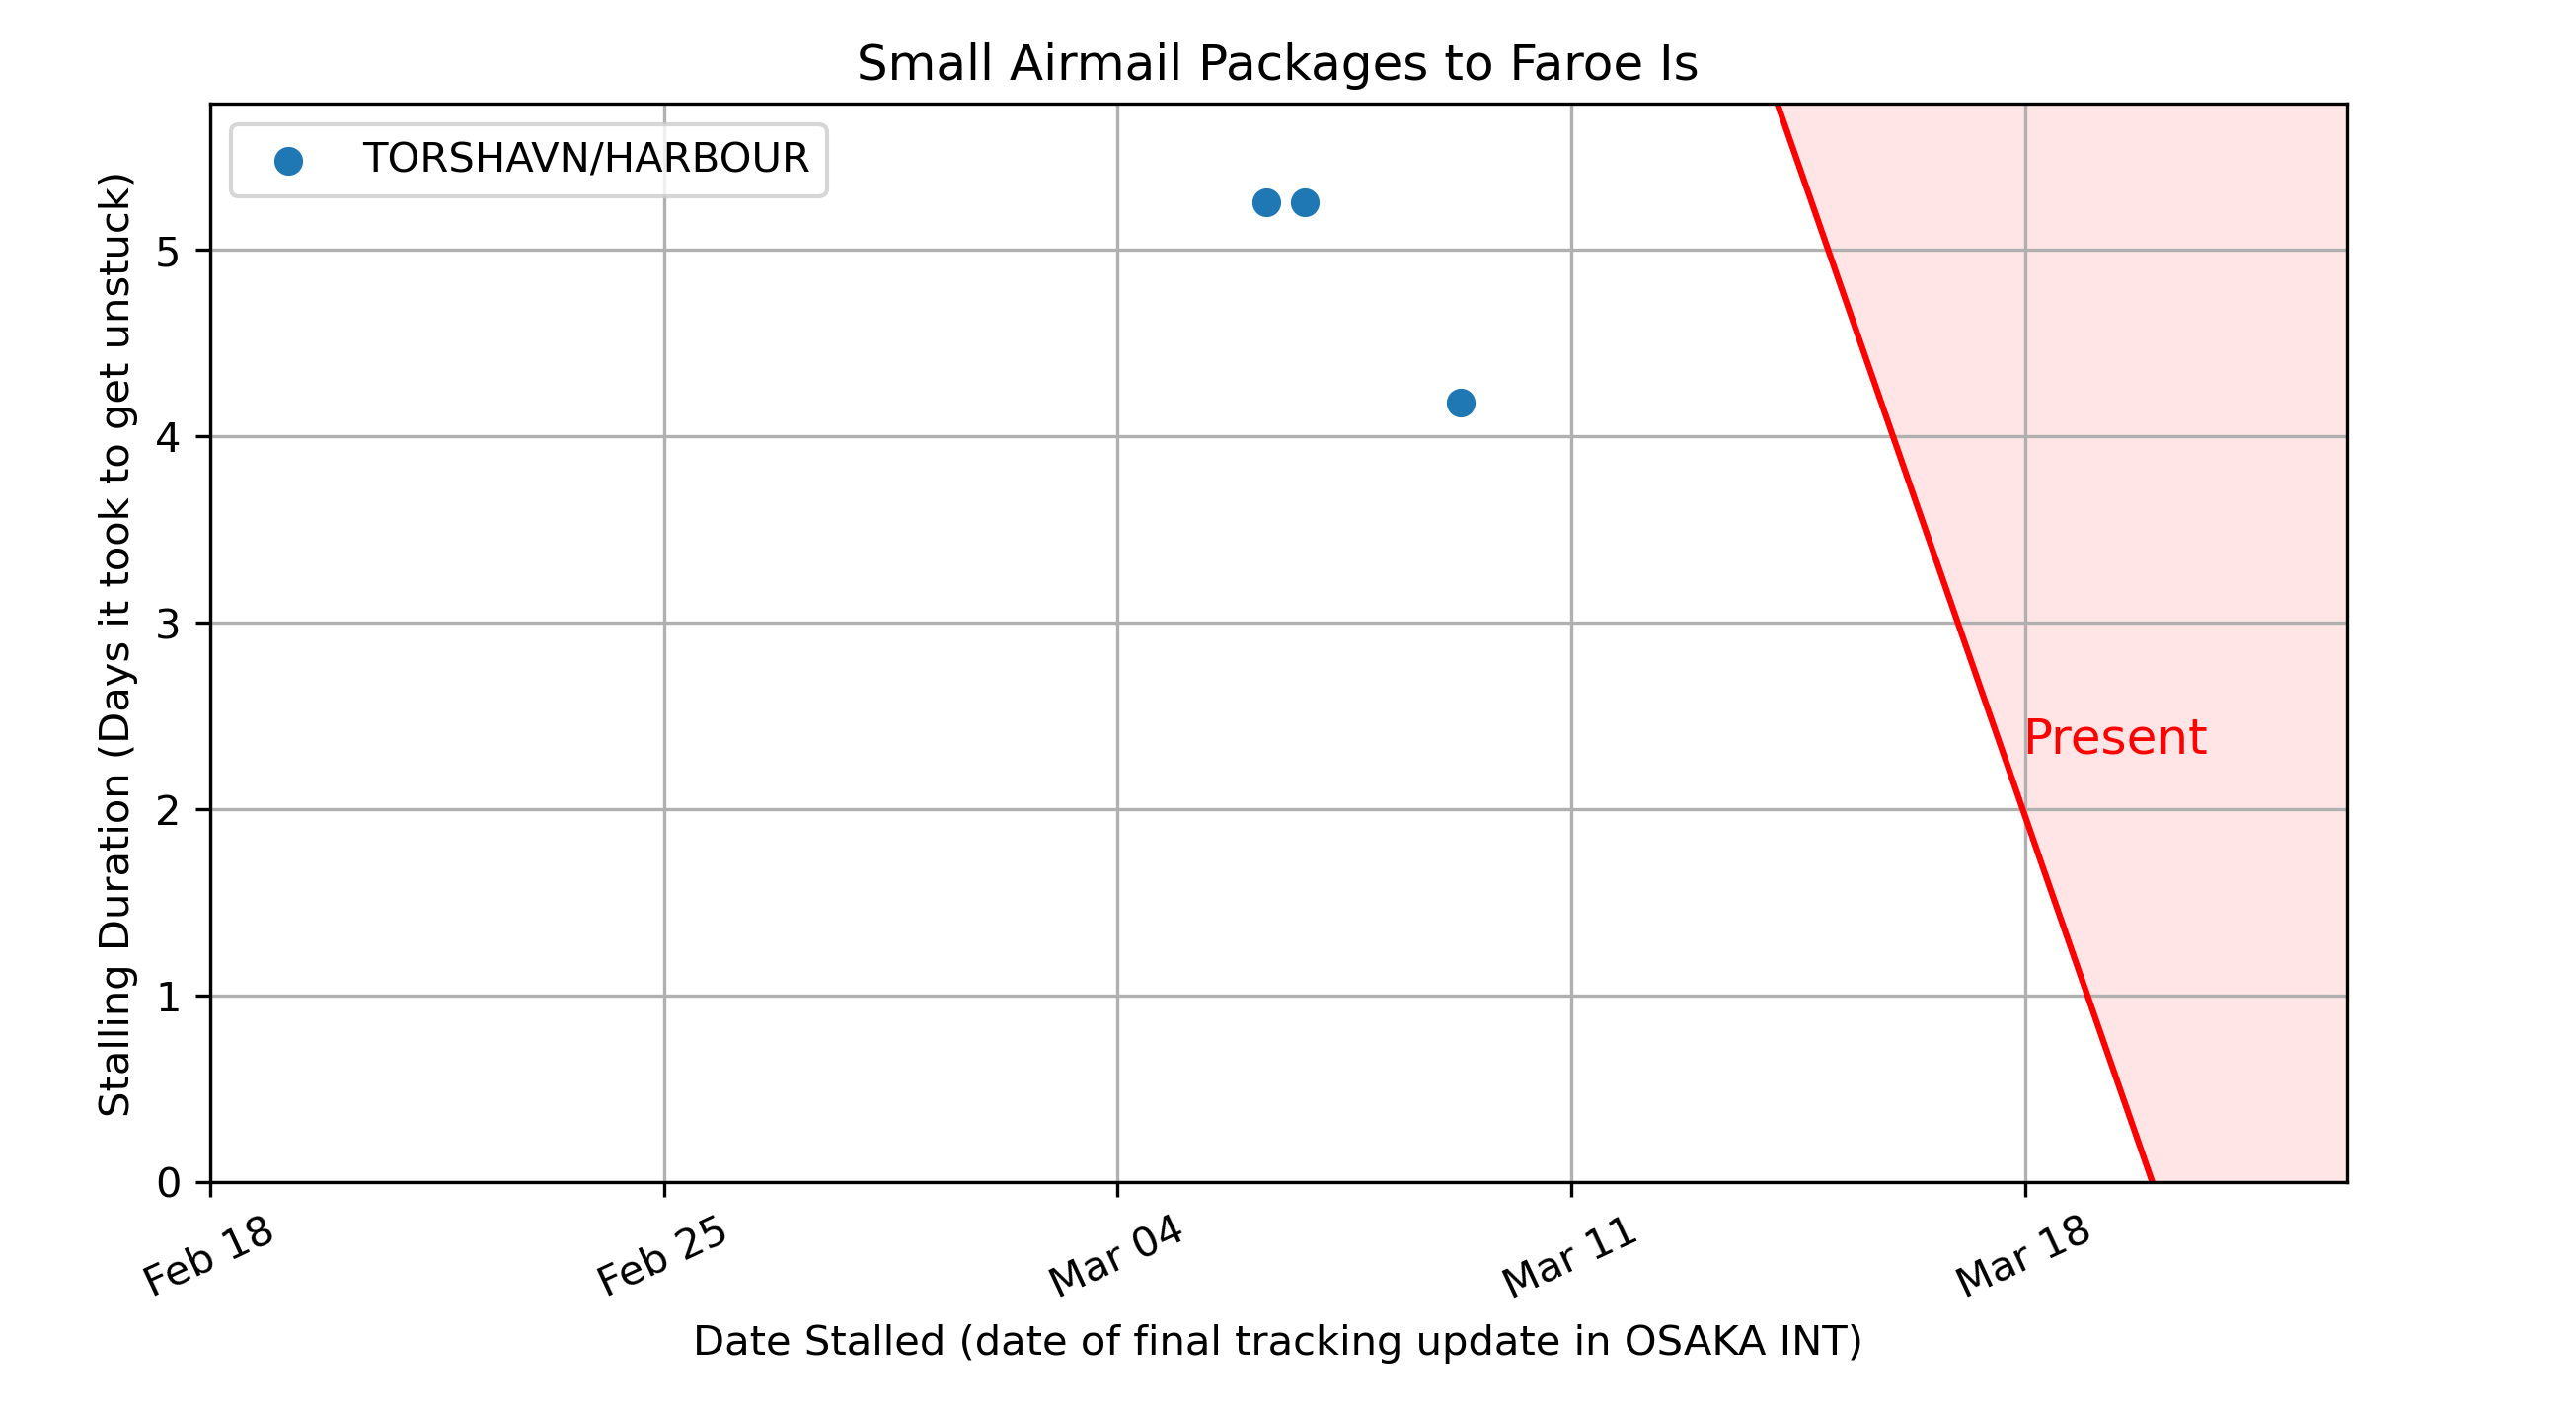 Small Airmail Packages to Faroe Is
TORSHAVN/HARBOUR
Stalling Duration (Days it took to get unstuck)
5
4
3
2
1
0
Present
Feb 18
Feb 25
Mar 04
Mar 11
Mar 18
Date Stalled (date of final tracking update in OSAKA INT)